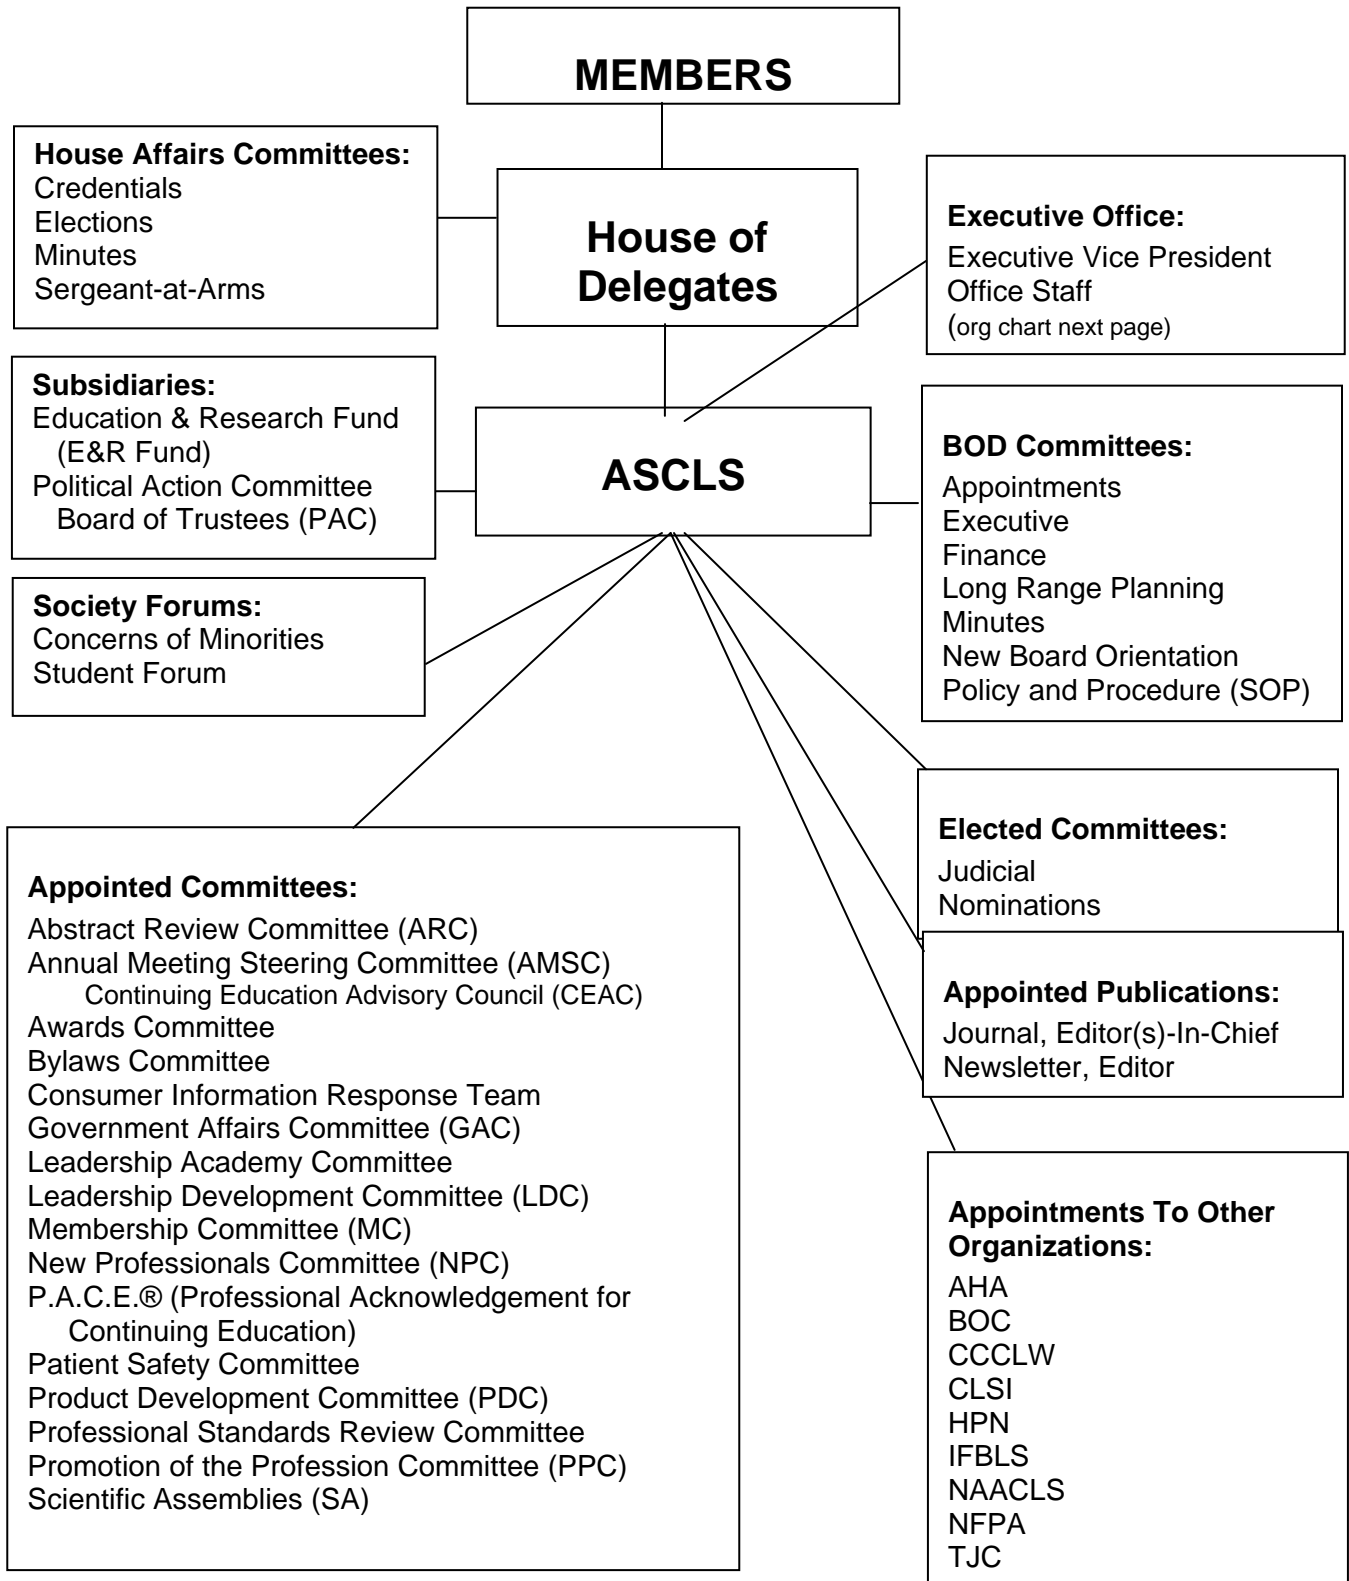 MEMBERS
House Affairs Committees:
Credentials
Elections
Minutes
Sergeant-at-Arms
House of
Delegates
Executive Office:
Executive Vice President
Office Staff
(org chart next page)
Subsidiaries:
Education & Research Fund
(E&R Fund)
Political Action Committee
Board of Trustees (PAC)
ASCLS
BOD Committees:
Appointments
Executive
Finance
Long Range Planning
Minutes
New Board Orientation
Policy and Procedure (SOP)
Society Forums:
Concerns of Minorities
Student Forum
Elected Committees:
Judicial
Nominations
Appointed Publications:
Journal, Editor(s)-In-Chief
Newsletter, Editor
Appointed Committees:
Abstract Review Committee (ARC)
Annual Meeting Steering Committee (AMSC)
Continuing Education Advisory Council (CEAC)
Awards Committee
Bylaws Committee
Consumer Information Response Team
Government Affairs Committee (GAC)
Leadership Academy Committee
Leadership Development Committee (LDC)
Membership Committee (MC)
New Professionals Committee (NPC)
P.A.C.E.® (Professional Acknowledgement for
Continuing Education)
Patient Safety Committee
Product Development Committee (PDC)
Professional Standards Review Committee
Promotion of the Profession Committee (PPC)
Scientific Assemblies (SA)
Appointments To Other
Organizations:
AHA
BOC
CCCLW
CLSI
HPN
IFBLS
NAACLS
NFPA
TJC